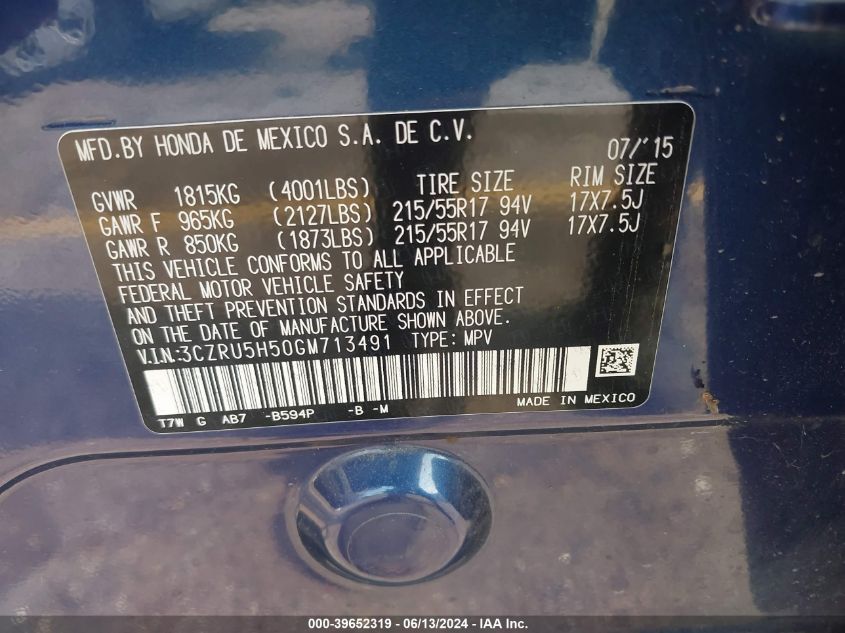 MFD.BY HONDA DE MEXICO S.A. DE C.V. 07/'15
TIRE SIZE RIM SIZE
GVWR 1815KG (4001LBS)
GAWR F 965KG (2127LBS) 215/55R17 94V 17X7.5J
GAWR R 850KG (1873LBS) 215/55R17 94V 17X7.5J
THIS VEHICLE CONFORMS TO ALL APPLICABLE
FEDERAL MOTOR VEHICLE SAFETY
AND THEFT PREVENTION STANDARDS IN EFFECT
ON THE DATE OF MANUFACTURE SHOWN ABOVE.
V.I.N:3CZRU5H50GM713491 TYPE: MPV
T7W G AB7 -B594P -B -M MADE IN MEXICO
000-39652319 - 06/13/2024 - IAA Inc.